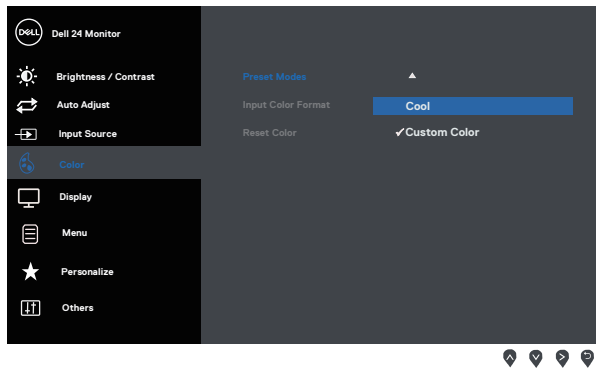 DELL
Dell 24 Monitor
Brightness / Contrast
Auto Adjust
Input Source
Color
Display
Menu
Personalize
Others
Preset Modes
Input Color Format
Reset Color
Cool
✓Custom Color